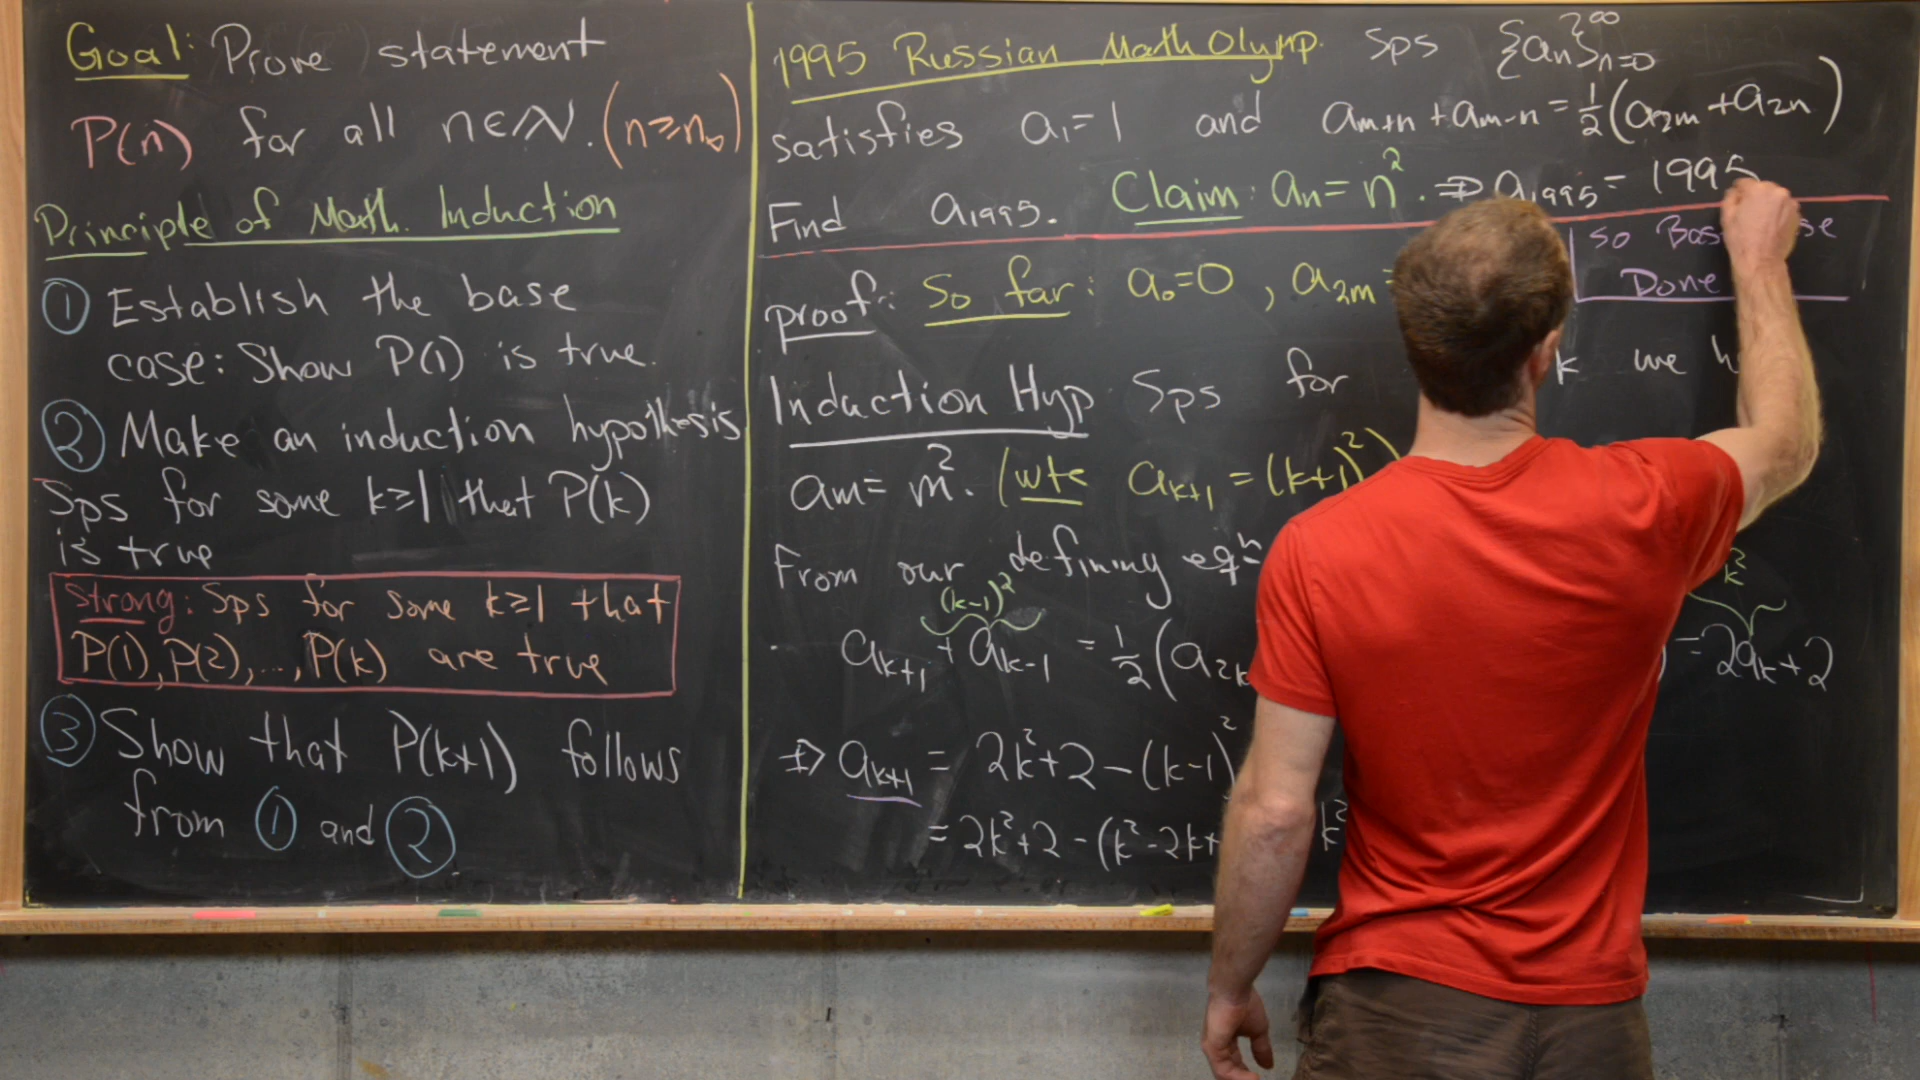 Goal: Prove statement
P(n) for all n∈ℕ. (n≥n₀)
Principle of Math. Induction
① Establish the base
case: Show P(1) is true.
② Make an induction hypothesis
Sps for some k≥1 that P(k)
is true
Strong: Sps for some k≥1 that
P(1), P(2), ..., P(k) are true
③ Show that P(k+1) follows
from ① and ②
1995 Russian Math Olymp. Sps {aₙ}ₙ₌₀^∞
satisfies a₁=1 and aₘ₊ₙ+aₘ₋ₙ=½(a₂ₘ+a₂ₙ)
Find a₁₉₉₅. Claim: aₙ=n². ⇒ a₁₉₉₅=1995
proof: So far: a₀=0, a₂ₘ= so
Done
Induction Hyp Sps for k we
aₘ=m². (wts aₖ₊₁=(k+1)²)
From our defining eqⁿ
(k-1)² k²
aₖ₊₁+aₖ₋₁=½(a₂ₖ =2aₖ+2
⇒ aₖ₊₁ = 2k²+2-(k-1)²
=2k²+2-(k²-2k+ k²